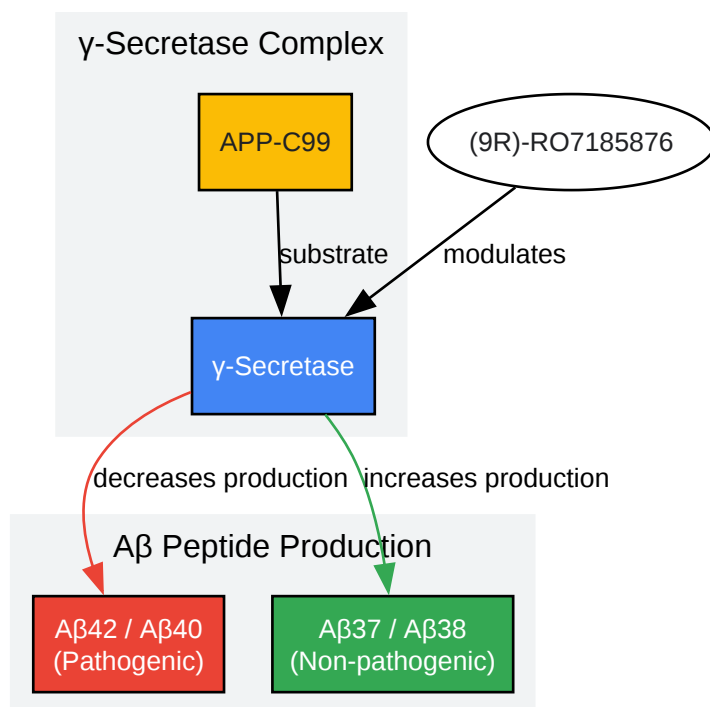 γ-Secretase Complex
APP-C99
(9R)-RO7185876
substrate
modulates
γ-Secretase
decreases production
increases production
Aβ Peptide Production
Aβ42 / Aβ40
(Pathogenic)
Aβ37 / Aβ38
(Non-pathogenic)